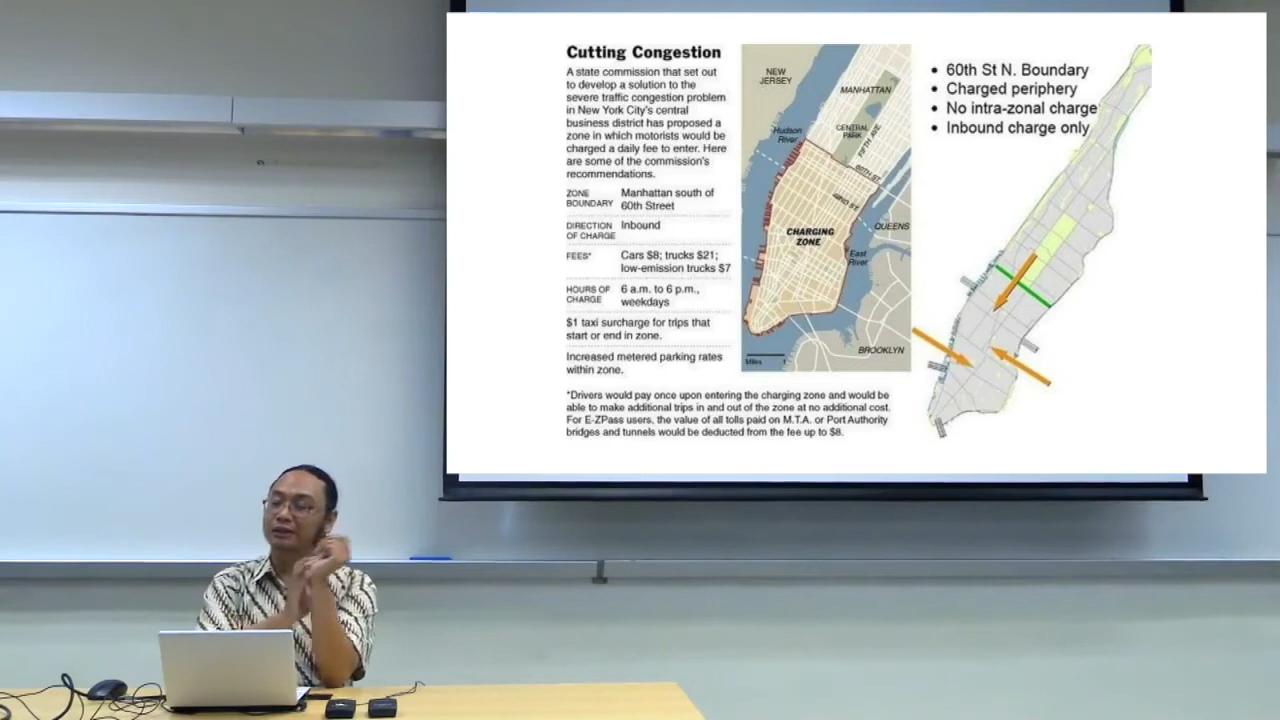 Cutting Congestion
A state commission that set out
to develop a solution to the
severe traffic congestion problem
in New York City's central
business district has proposed a
zone in which motorists would be
charged a daily fee to enter. Here
are some of the commission's
recommendations.
ZONE
BOUNDARY
Manhattan south of
60th Street
DIRECTION
OF CHARGE
Inbound
FEES*
Cars $8; trucks $21;
low-emission trucks $7
HOURS OF
CHARGE
6 a.m. to 6 p.m.,
weekdays
$1 taxi surcharge for trips that
start or end in zone.
Increased metered parking rates
within zone.
*Drivers would pay once upon entering the charging zone and would be
able to make additional trips in and out of the zone at no additional cost.
For E-ZPass users, the value of all tolls paid on M.T.A. or Port Authority
bridges and tunnels would be deducted from the fee up to $8.
NEW
JERSEY
MANHATTAN
Hudson
River
CENTRAL
PARK
FIFTH AVE.
60TH ST.
42ND ST.
CHARGING
ZONE
QUEENS
East
River
BROOKLYN
Miles 1
• 60th St N. Boundary
• Charged periphery
• No intra-zonal charge
• Inbound charge only